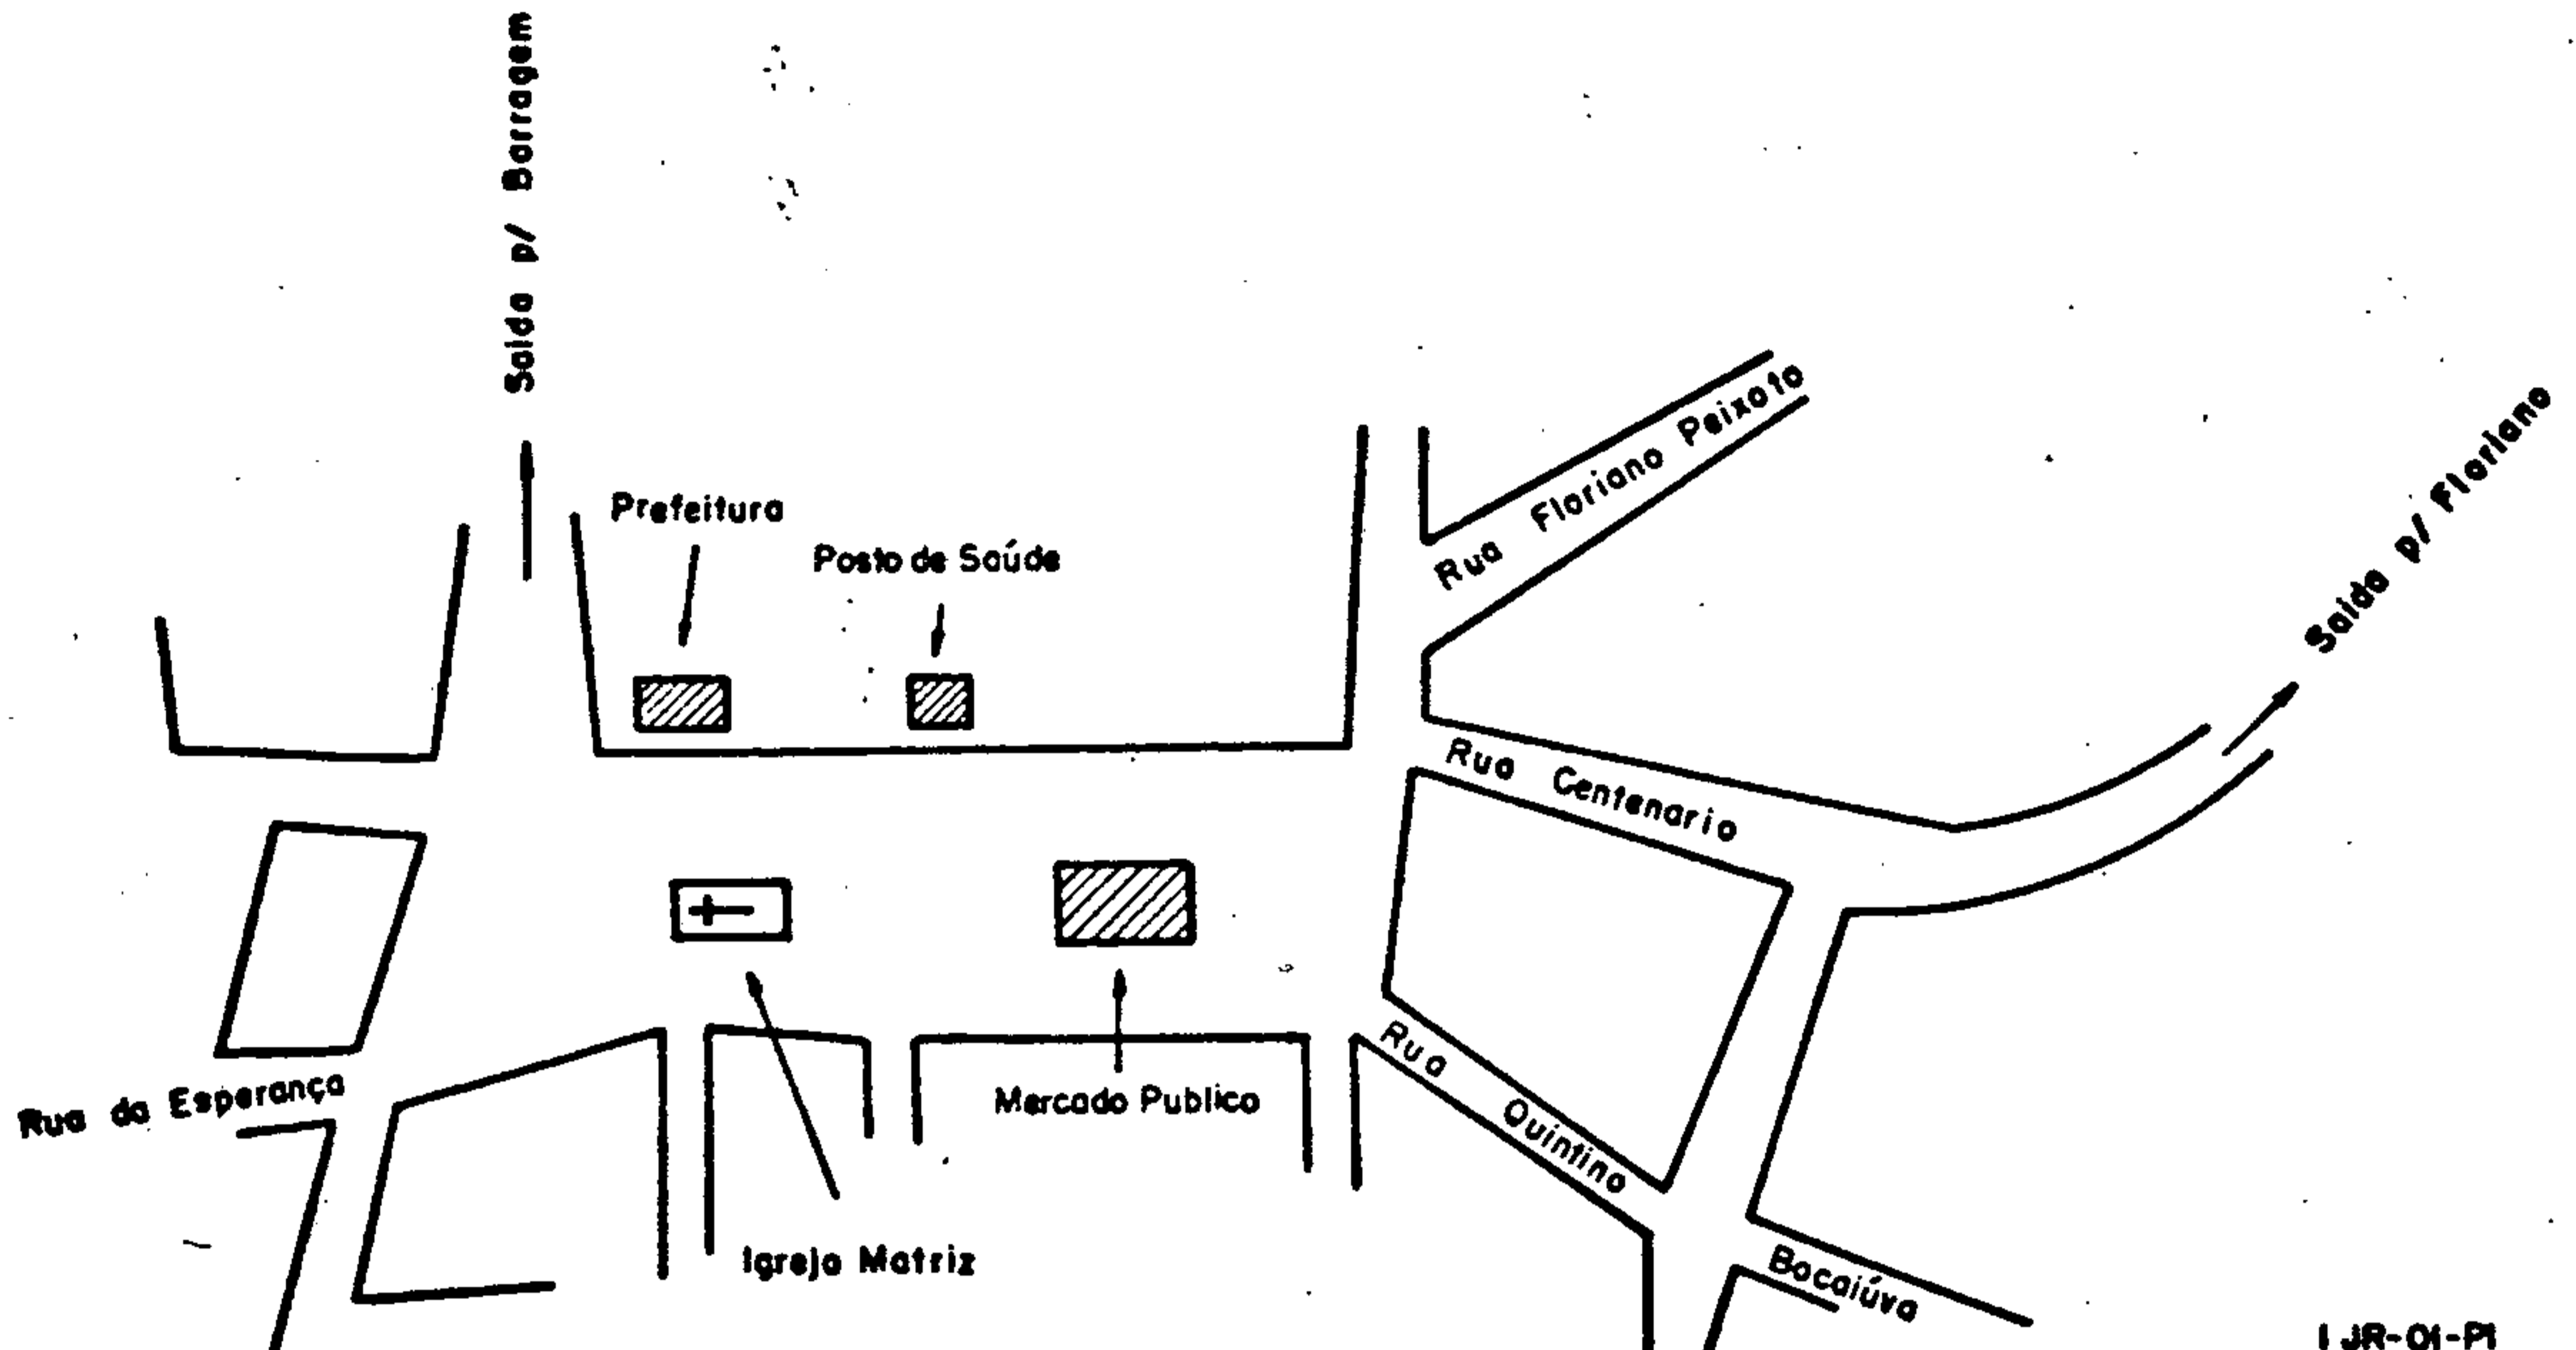 Saida p/ Barragem
Prefeitura
Posto de Saúde
Rua Floriano Peixoto
Saida p/ Floriano
Rua Centenario
Rua da Esperança
Mercado Publico
Rua Quintino
Bocaiúva
Igreja Matriz
1 JR-01-PI